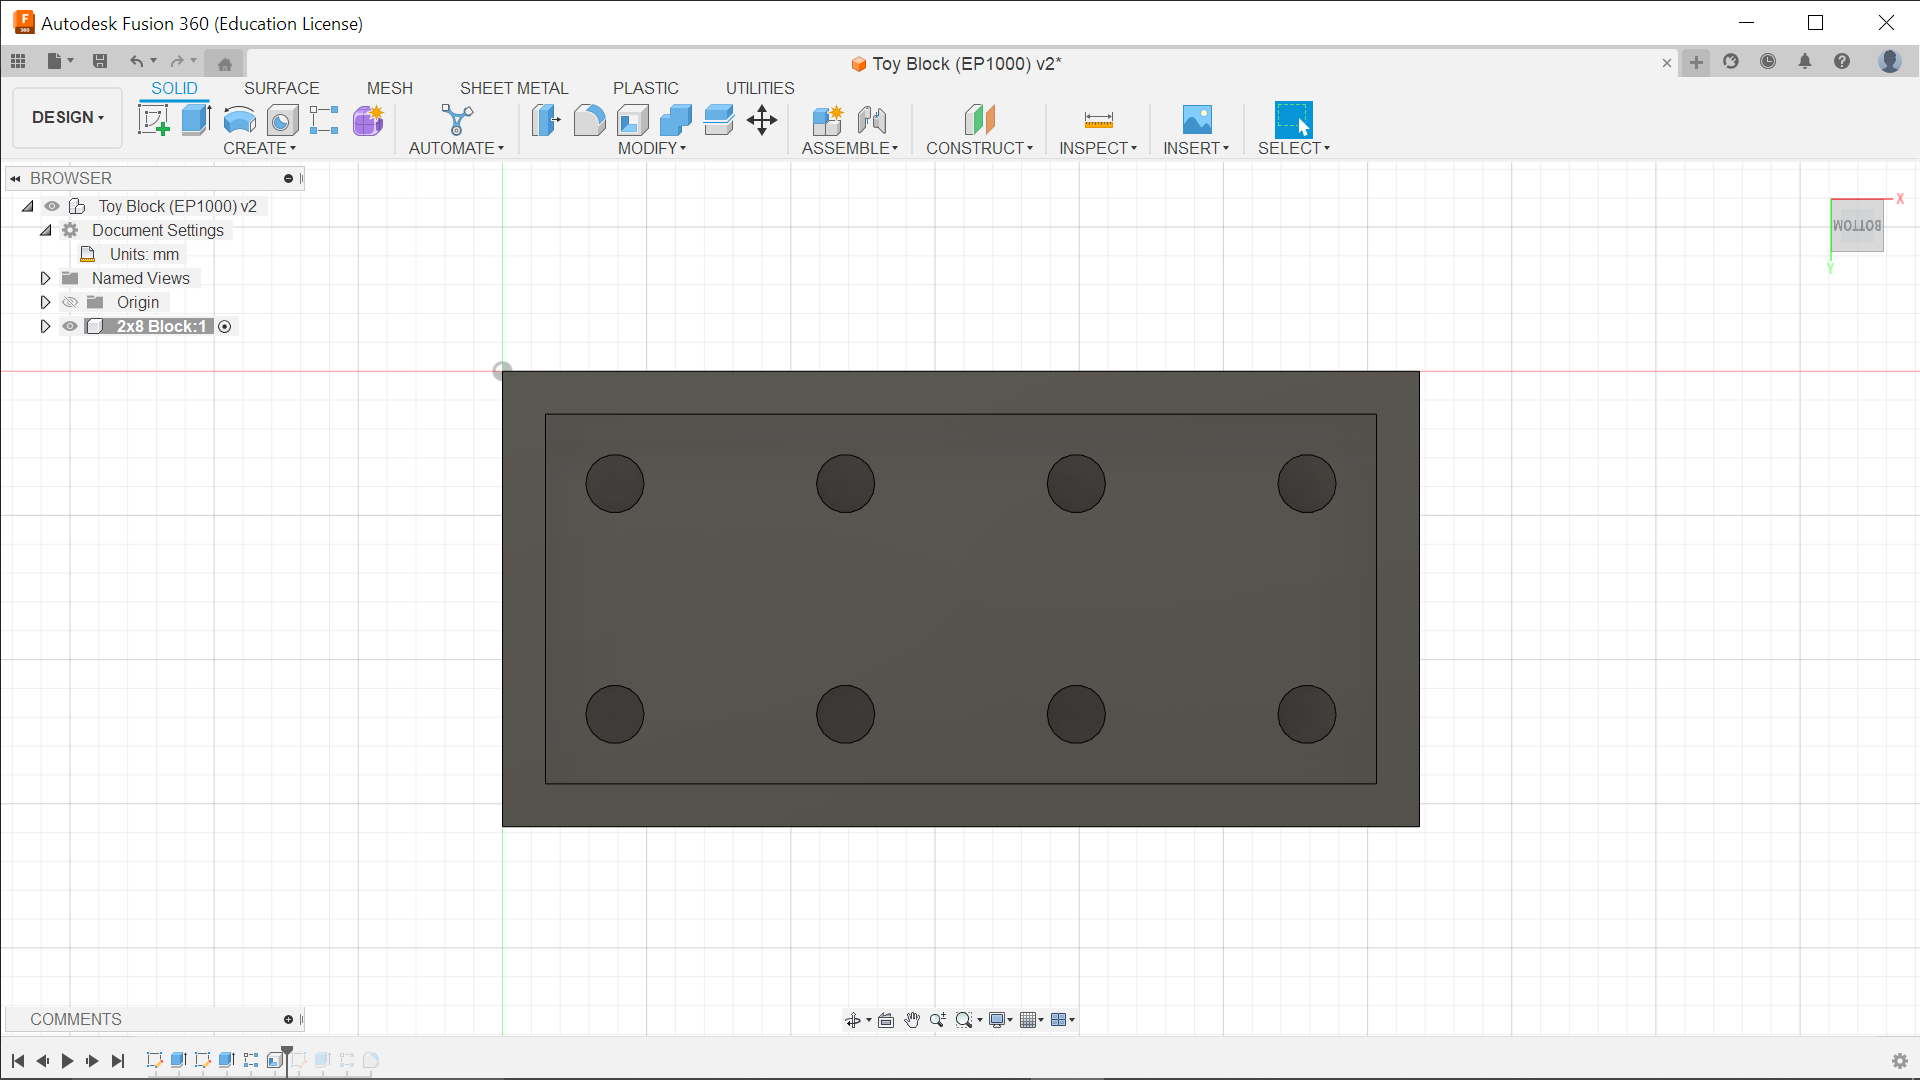 Autodesk Fusion 360 (Education License)
Toy Block (EP1000) v2*
SOLID SURFACE MESH SHEET METAL PLASTIC UTILITIES
DESIGN
CREATE AUTOMATE MODIFY ASSEMBLE CONSTRUCT INSPECT INSERT SELECT
BROWSER
Toy Block (EP1000) v2
Document Settings
Units: mm
Named Views
Origin
2x8 Block:1
X
BOTTOM
Y
COMMENTS